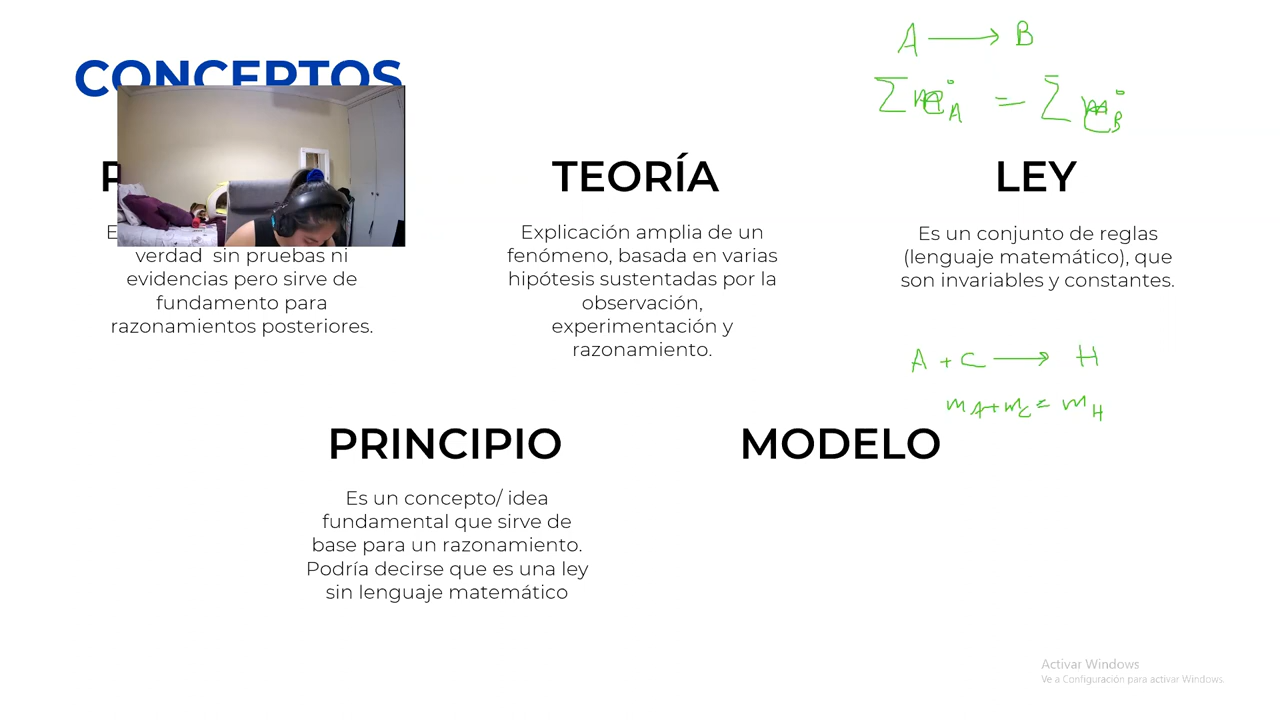 CONCEPTOS
TEORÍA
LEY
verdad sin pruebas ni
evidencias pero sirve de
fundamento para
razonamientos posteriores.
Explicación amplia de un
fenómeno, basada en varias
hipótesis sustentadas por la
observación,
experimentación y
razonamiento.
A → B
Es un conjunto de reglas
(lenguaje matemático), que
son invariables y constantes.
A + C → H
mA + mC = mH
PRINCIPIO
MODELO
Es un concepto/ idea
fundamental que sirve de
base para un razonamiento.
Podría decirse que es una ley
sin lenguaje matemático
Activar Windows
Ve a Configuración para activar Windows.